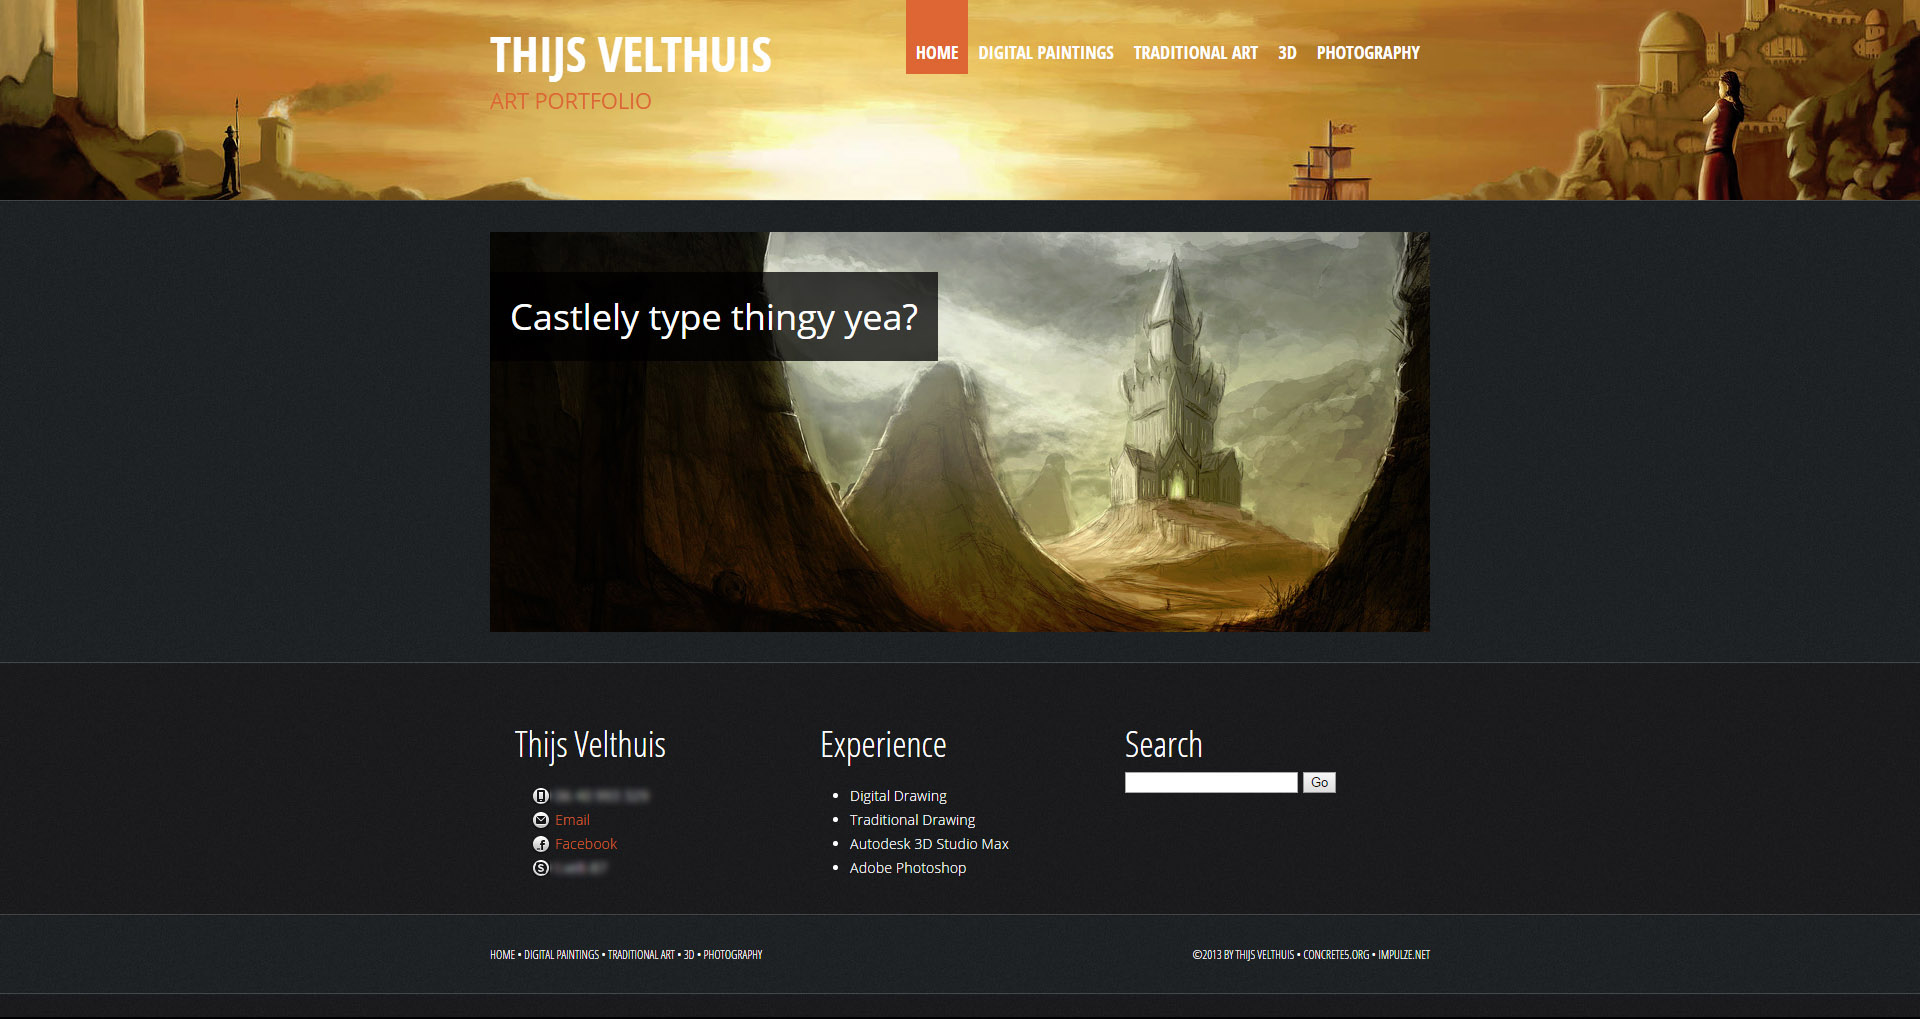 THIJS VELTHUIS
ART PORTFOLIO
HOME DIGITAL PAINTINGS TRADITIONAL ART 3D PHOTOGRAPHY
Castlely type thingy yea?
Thijs Velthuis
Email
Facebook
Experience
Digital Drawing
Traditional Drawing
Autodesk 3D Studio Max
Adobe Photoshop
Search
Go
HOME • DIGITAL PAINTINGS • TRADITIONAL ART • 3D • PHOTOGRAPHY
©2013 BY THIJS VELTHUIS • CONCRETE5.ORG • IMPULZE.NET